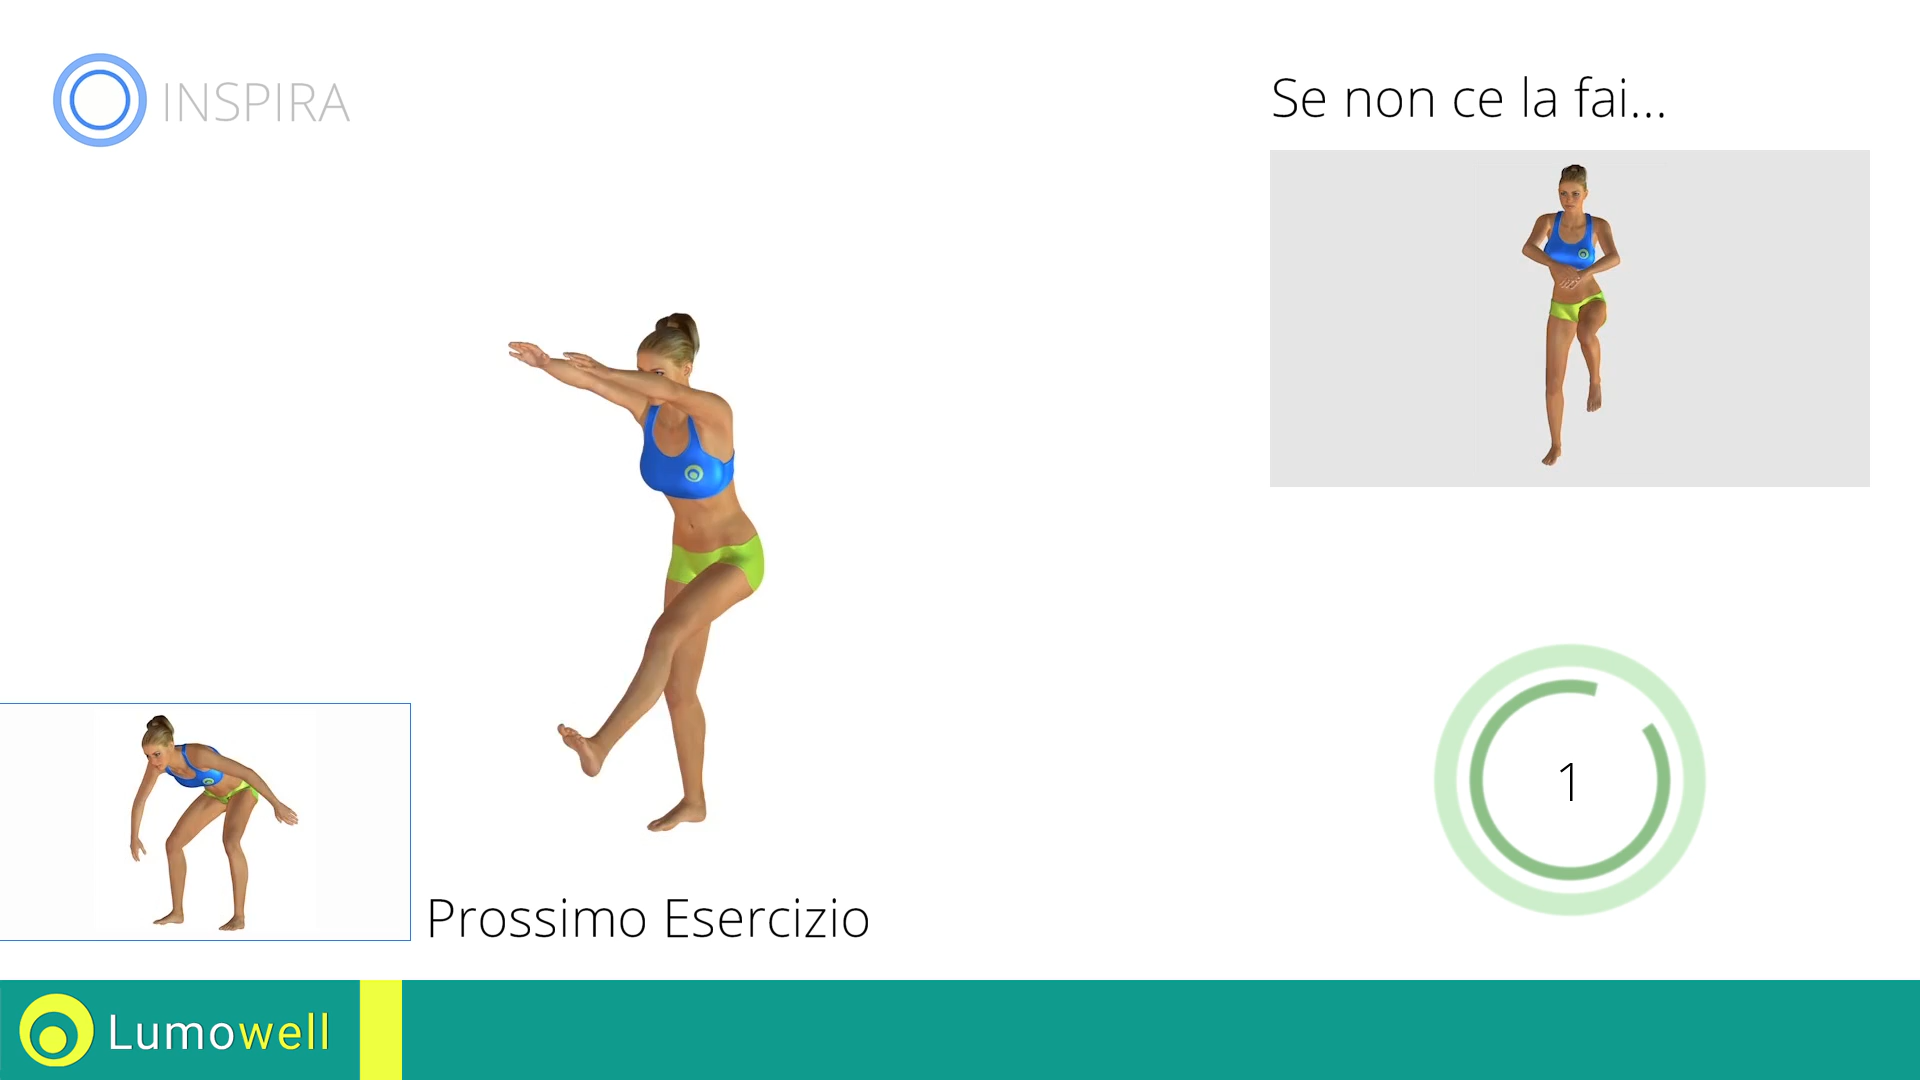 INSPIRA
Se non ce la fai...
1
Prossimo Esercizio
Lumowell